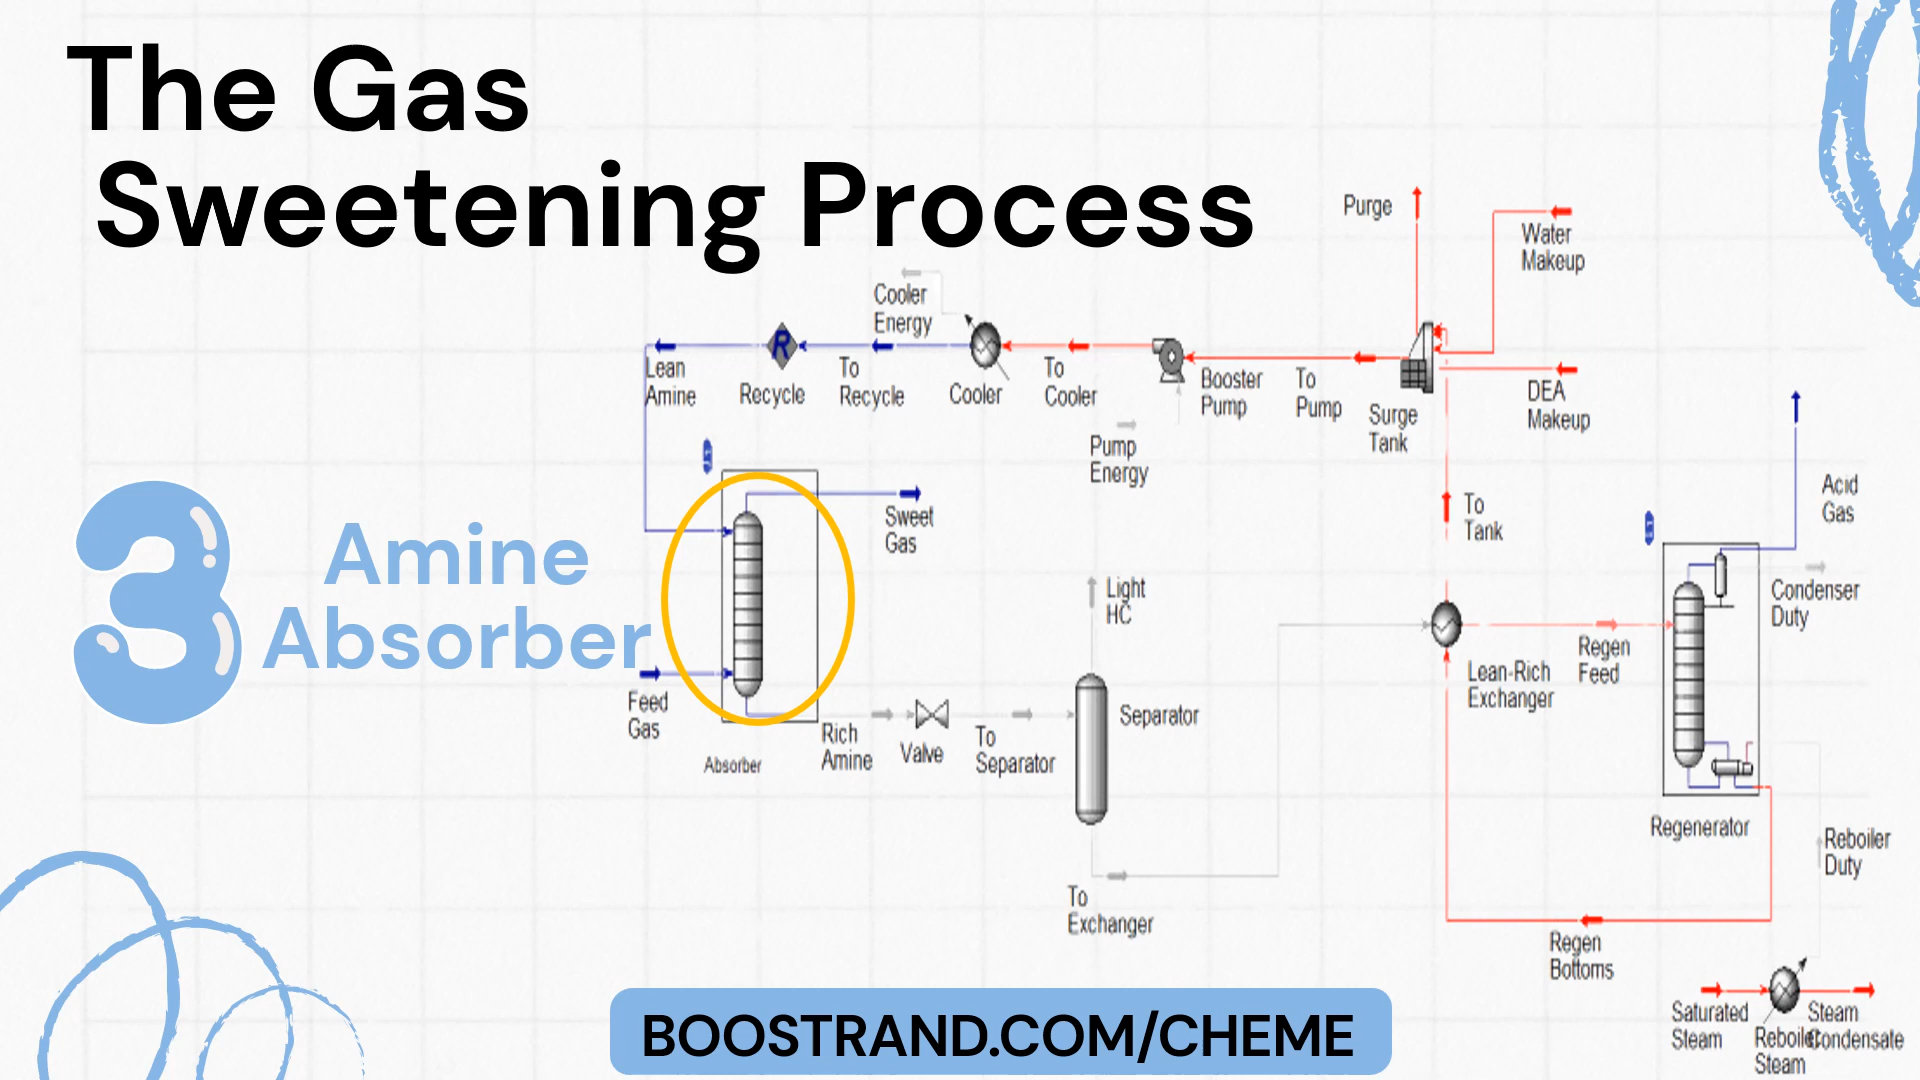 The Gas
Sweetening Process
Purge
Water
Makeup
Cooler
Energy
R
Lean
Amine
Recycle
To
Recycle
Cooler
To
Cooler
Booster
Pump
To
Pump
Surge
Tank
DEA
Makeup
Pump
Energy
Acid
Gas
3
Amine
Absorber
Sweet
Gas
To
Tank
Light
HC
Condenser
Duty
Feed
Gas
Rich
Amine
Valve
To
Separator
Separator
Lean-Rich
Exchanger
Regen
Feed
Absorber
Regenerator
Reboiler
Duty
To
Exchanger
Regen
Bottoms
Saturated
Steam
Reboiler
Steam
Steam
Condensate
BOOSTRAND.COM/CHEME